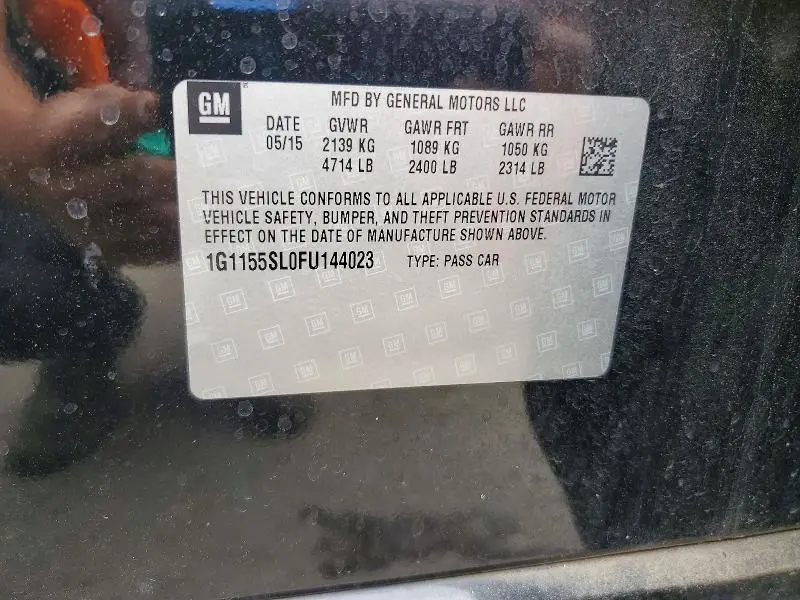 GM
MFD BY GENERAL MOTORS LLC
DATE GVWR GAWR FRT GAWR RR
05/15 2139 KG 1089 KG 1050 KG
4714 LB 2400 LB 2314 LB
THIS VEHICLE CONFORMS TO ALL APPLICABLE U.S. FEDERAL MOTOR
VEHICLE SAFETY, BUMPER, AND THEFT PREVENTION STANDARDS IN
EFFECT ON THE DATE OF MANUFACTURE SHOWN ABOVE.
1G1155SL0FU144023 TYPE: PASS CAR